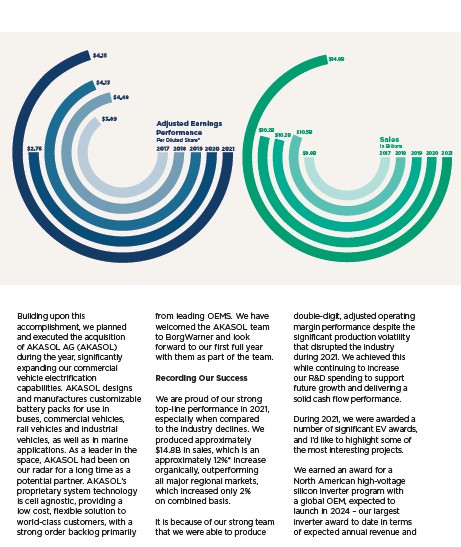 $4.15
$4.13
$4.49
$3.89
$2.76
Adjusted Earnings
Performance
Per Diluted Share*
2017 2018 2019 2020 2021
$14.8B
$10.2B
$10.2B
$10.5B
$9.8B
Sales
In Billions
2017 2018 2019 2020 2021
Building upon this
accomplishment, we planned
and executed the acquisition
of AKASOL AG (AKASOL)
during the year, significantly
expanding our commercial
vehicle electrification
capabilities. AKASOL designs
and manufactures customizable
battery packs for use in
buses, commercial vehicles,
rail vehicles and industrial
vehicles, as well as in marine
applications. As a leader in the
space, AKASOL had been on
our radar for a long time as a
potential partner. AKASOL's
proprietary system technology
is cell agnostic, providing a
low cost, flexible solution to
world-class customers, with a
strong order backlog primarily
from leading OEMS. We have
welcomed the AKASOL team
to BorgWarner and look
forward to our first full year
with them as part of the team.
Recording Our Success
We are proud of our strong
top-line performance in 2021,
especially when compared
to the industry declines. We
produced approximately
$14.8B in sales, which is an
approximately 12%* increase
organically, outperforming
all major regional markets,
which increased only 2%
on combined basis.
It is because of our strong team
that we were able to produce
double-digit, adjusted operating
margin performance despite the
significant production volatility
that disrupted the industry
during 2021. We achieved this
while continuing to increase
our R&D spending to support
future growth and delivering a
solid cash flow performance.
During 2021, we were awarded a
number of significant EV awards,
and I'd like to highlight some of
the most interesting projects.
We earned an award for a
North American high-voltage
silicon inverter program with
a global OEM, expected to
launch in 2024 – our largest
inverter award to date in terms
of expected annual revenue and